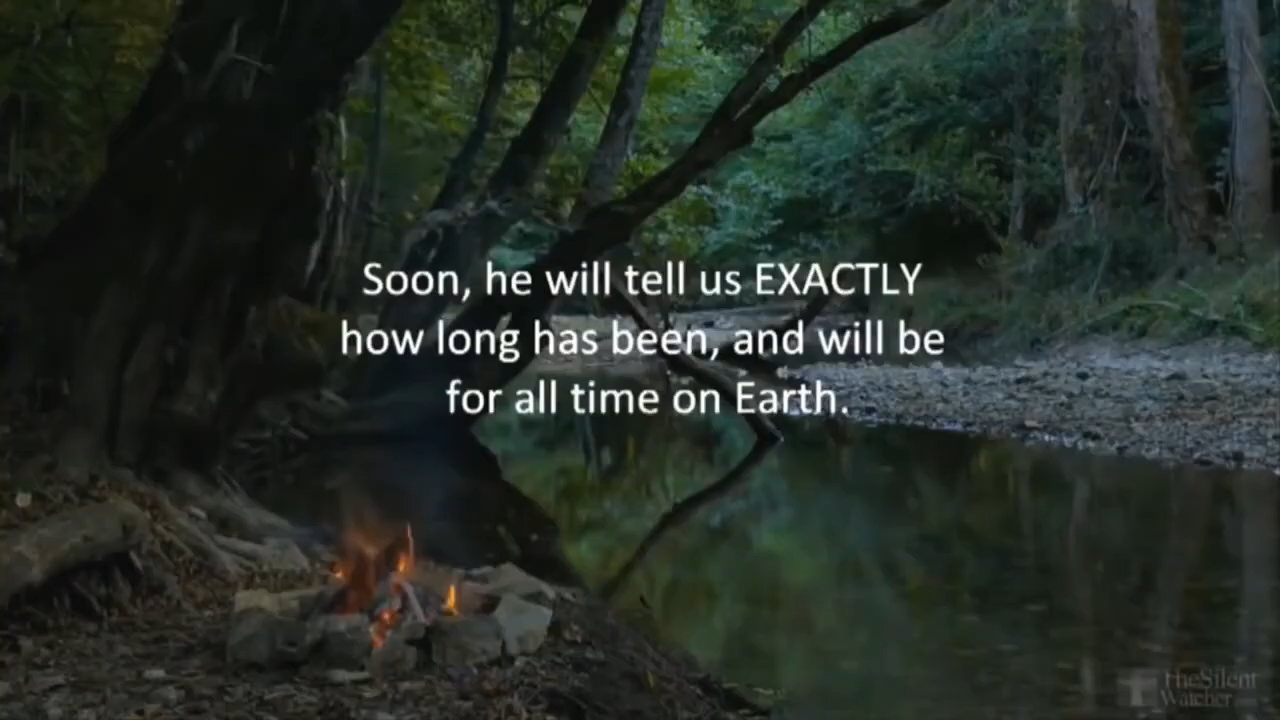 Soon, he will tell us EXACTLY
how long has been, and will be
for all time on Earth.
TheSilent
Watcher